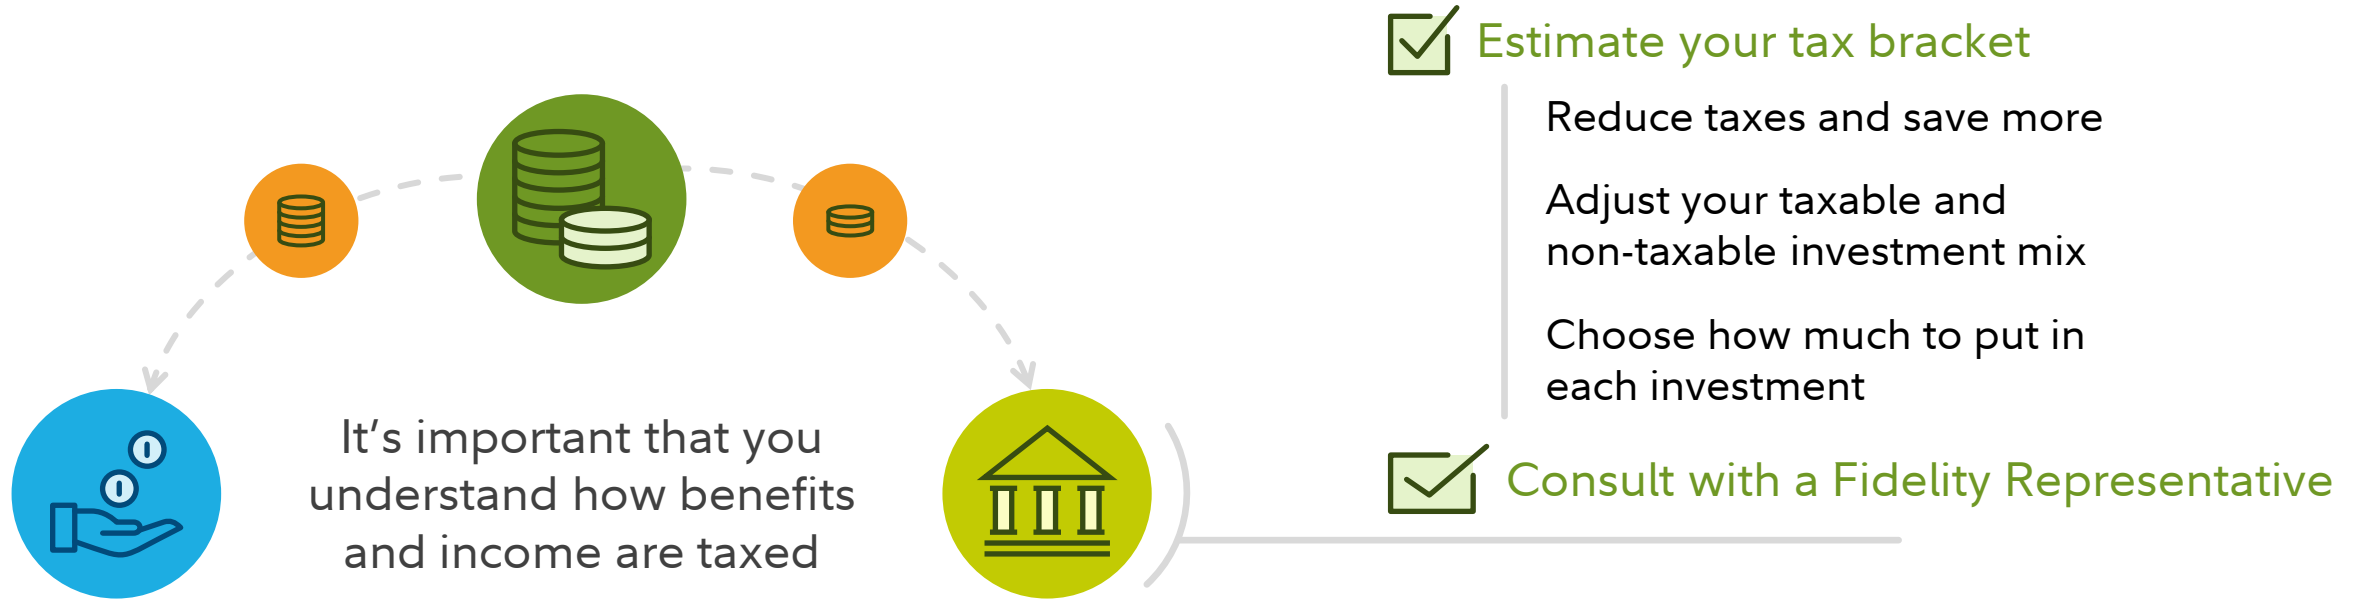 It’s important that you
understand how benefits
and income are taxed
Estimate your tax bracket
Reduce taxes and save more
Adjust your taxable and
non-taxable investment mix
Choose how much to put in
each investment
Consult with a Fidelity Representative